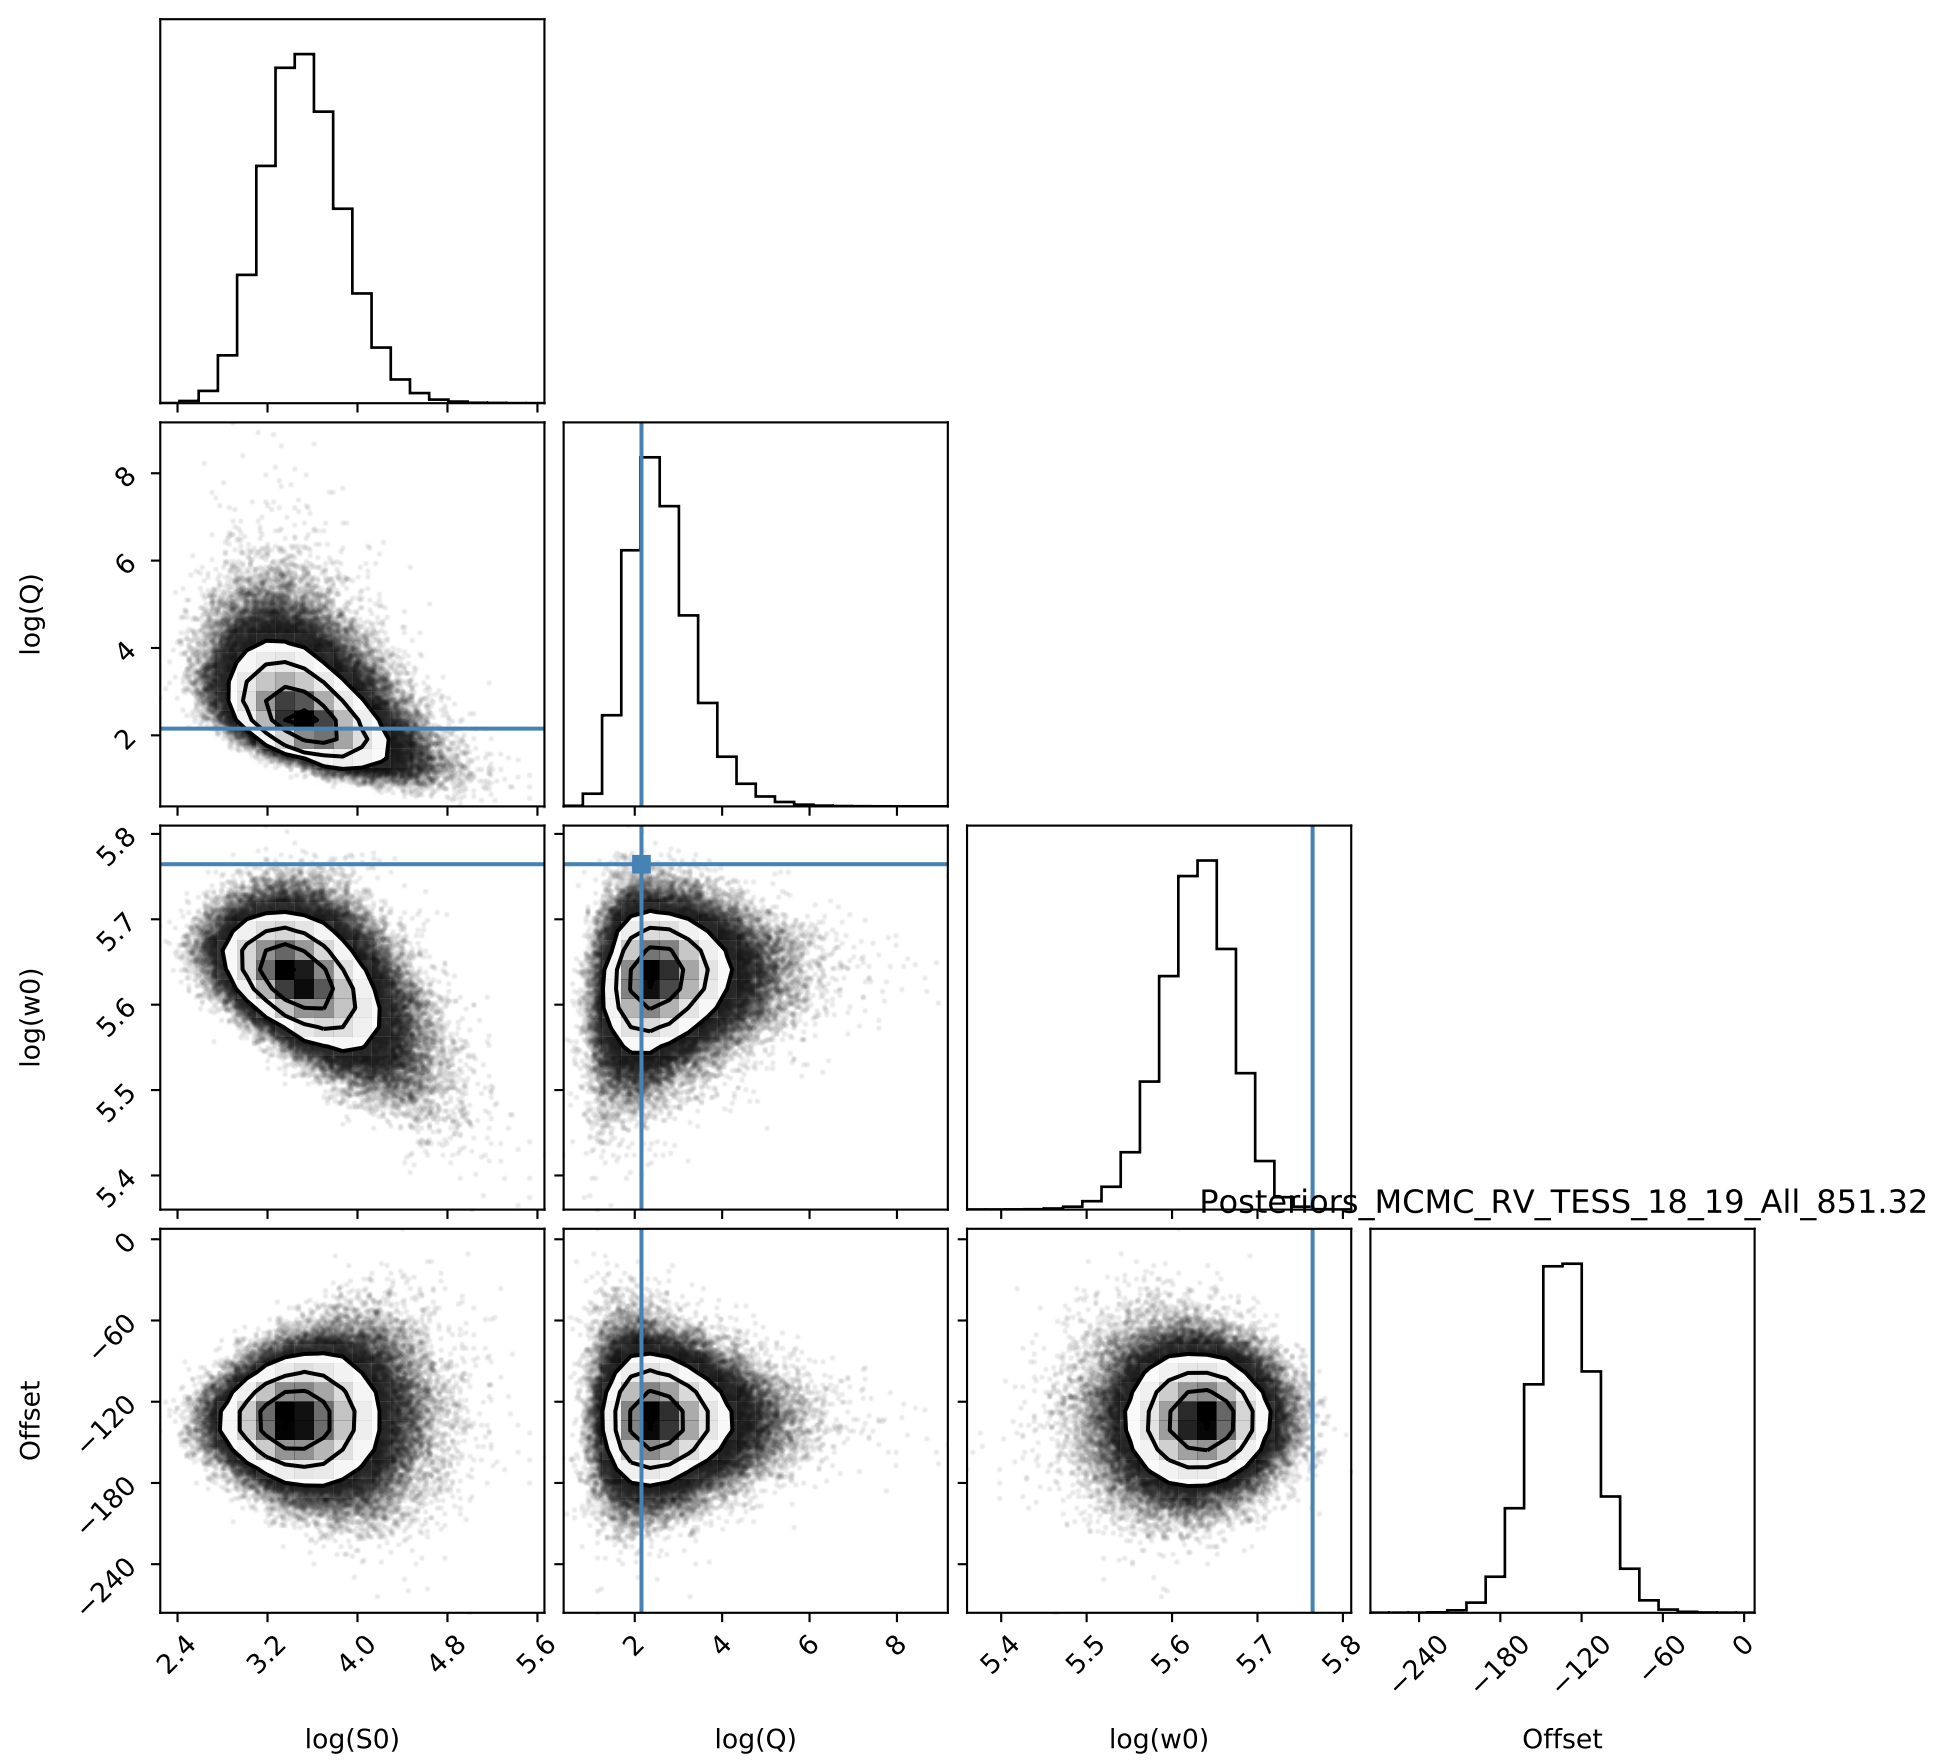 8
6
4
2
log(Q)
5.8
5.7
5.6
5.5
5.4
log(w0)
Posteriors_MCMC_RV_TESS_18_19_All_851.32
0
−60
−120
−180
−240
Offset
2.4 3.2 4.0 4.8 5.6 2 4 6 8 5.4 5.5 5.6 5.7 5.8 −240 −180 −120 −60 0
log(S0) log(Q) log(w0) Offset